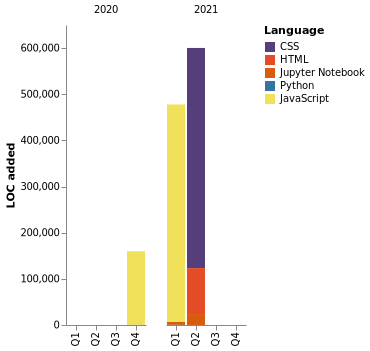 2020 2021
Language
CSS
HTML
Jupyter Notebook
Python
JavaScript
LOC added
600,000
500,000
400,000
300,000
200,000
100,000
0
Q1 Q2 Q3 Q4 Q1 Q2 Q3 Q4